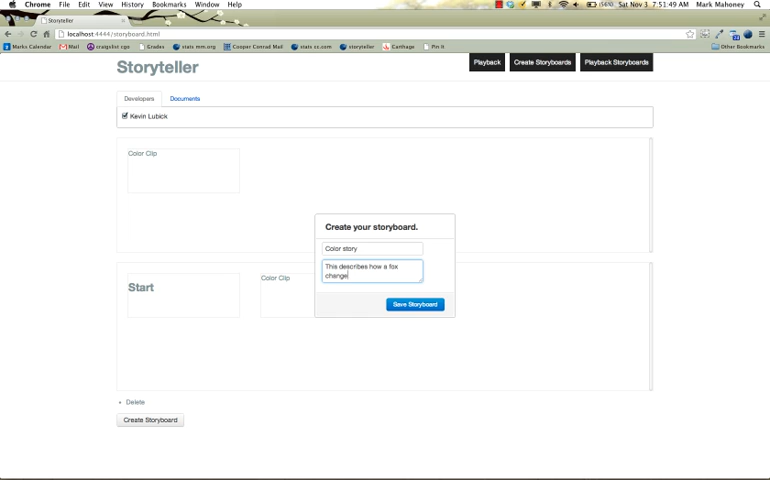 Chrome File Edit View History Bookmarks Window Help
Sat Nov 3 7:51:49 AM Mark Mahoney
Storyteller
localhost:4444/storyboard.html
Marks Calendar Mail craigslist cgo Grades stats mm.org Cooper Conrad Mail stats sc.com storyteller Carthage Pin It Other Bookmarks
Storyteller
Playback Create Storyboards Playback Storyboards
Developers Documents
Kevin Lubick
Color Clip
Create your storyboard.
Color story
This describes how a fox
change
Save Storyboard
Start
Color Clip
Delete
Create Storyboard